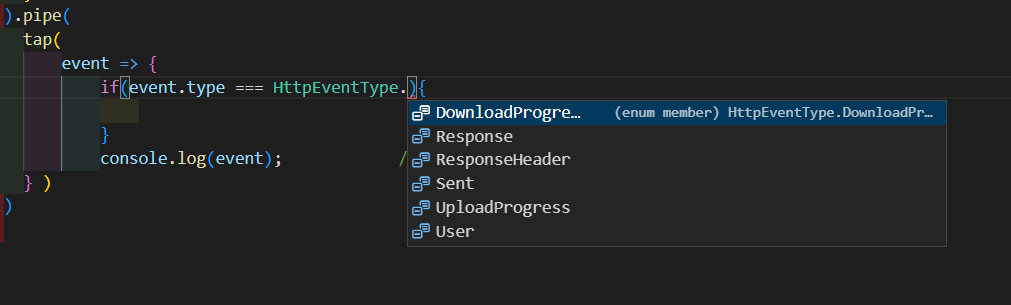 ).pipe(
tap(
event => {
if(event.type === HttpEventType.){
DownloadProgre… (enum member) HttpEventType.DownloadPr…
}
Response
console.log(event); /
ResponseHeader
} )
Sent
)
UploadProgress
User